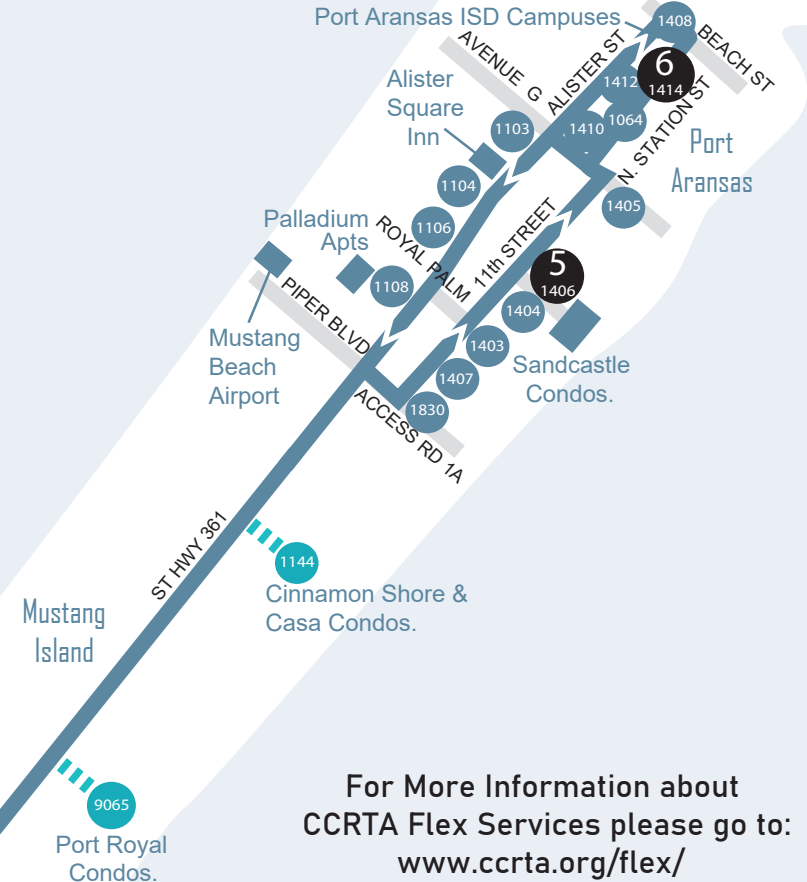 Port Aransas ISD Campuses
1408
BEACH ST
AVENUE G
ALISTER ST
6
1414
1412
Alister
Square
Inn
1103
1410
1064
N. STATION ST
Port
Aransas
1104
1405
Palladium
Apts
1106
ROYAL PALM
11th STREET
5
1406
1108
PIPER BLVD
1404
Mustang
Beach
Airport
1403
Sandcastle
Condos.
1407
1830
ACCESS RD 1A
ST HWY 361
1144
Cinnamon Shore &
Casa Condos.
Mustang
Island
9065
Port Royal
Condos.
For More Information about
CCRTA Flex Services please go to:
www.ccrta.org/flex/